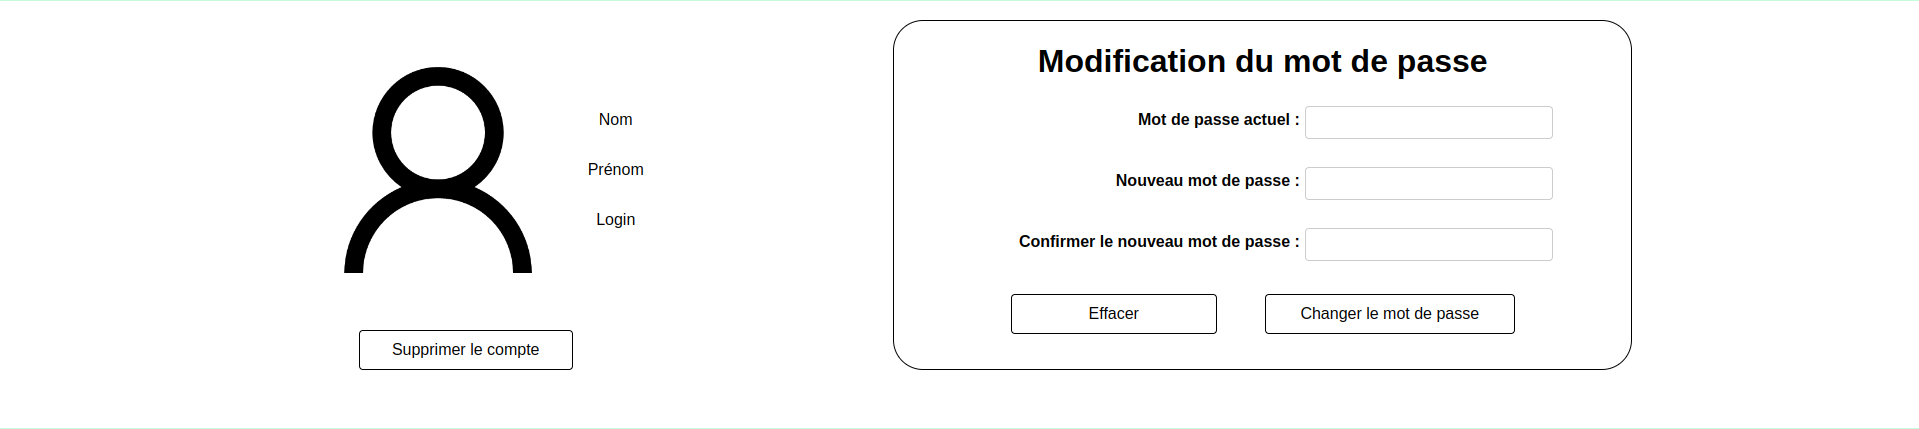 Nom
Prénom
Login
Supprimer le compte
Modification du mot de passe
Mot de passe actuel :
Nouveau mot de passe :
Confirmer le nouveau mot de passe :
Effacer
Changer le mot de passe